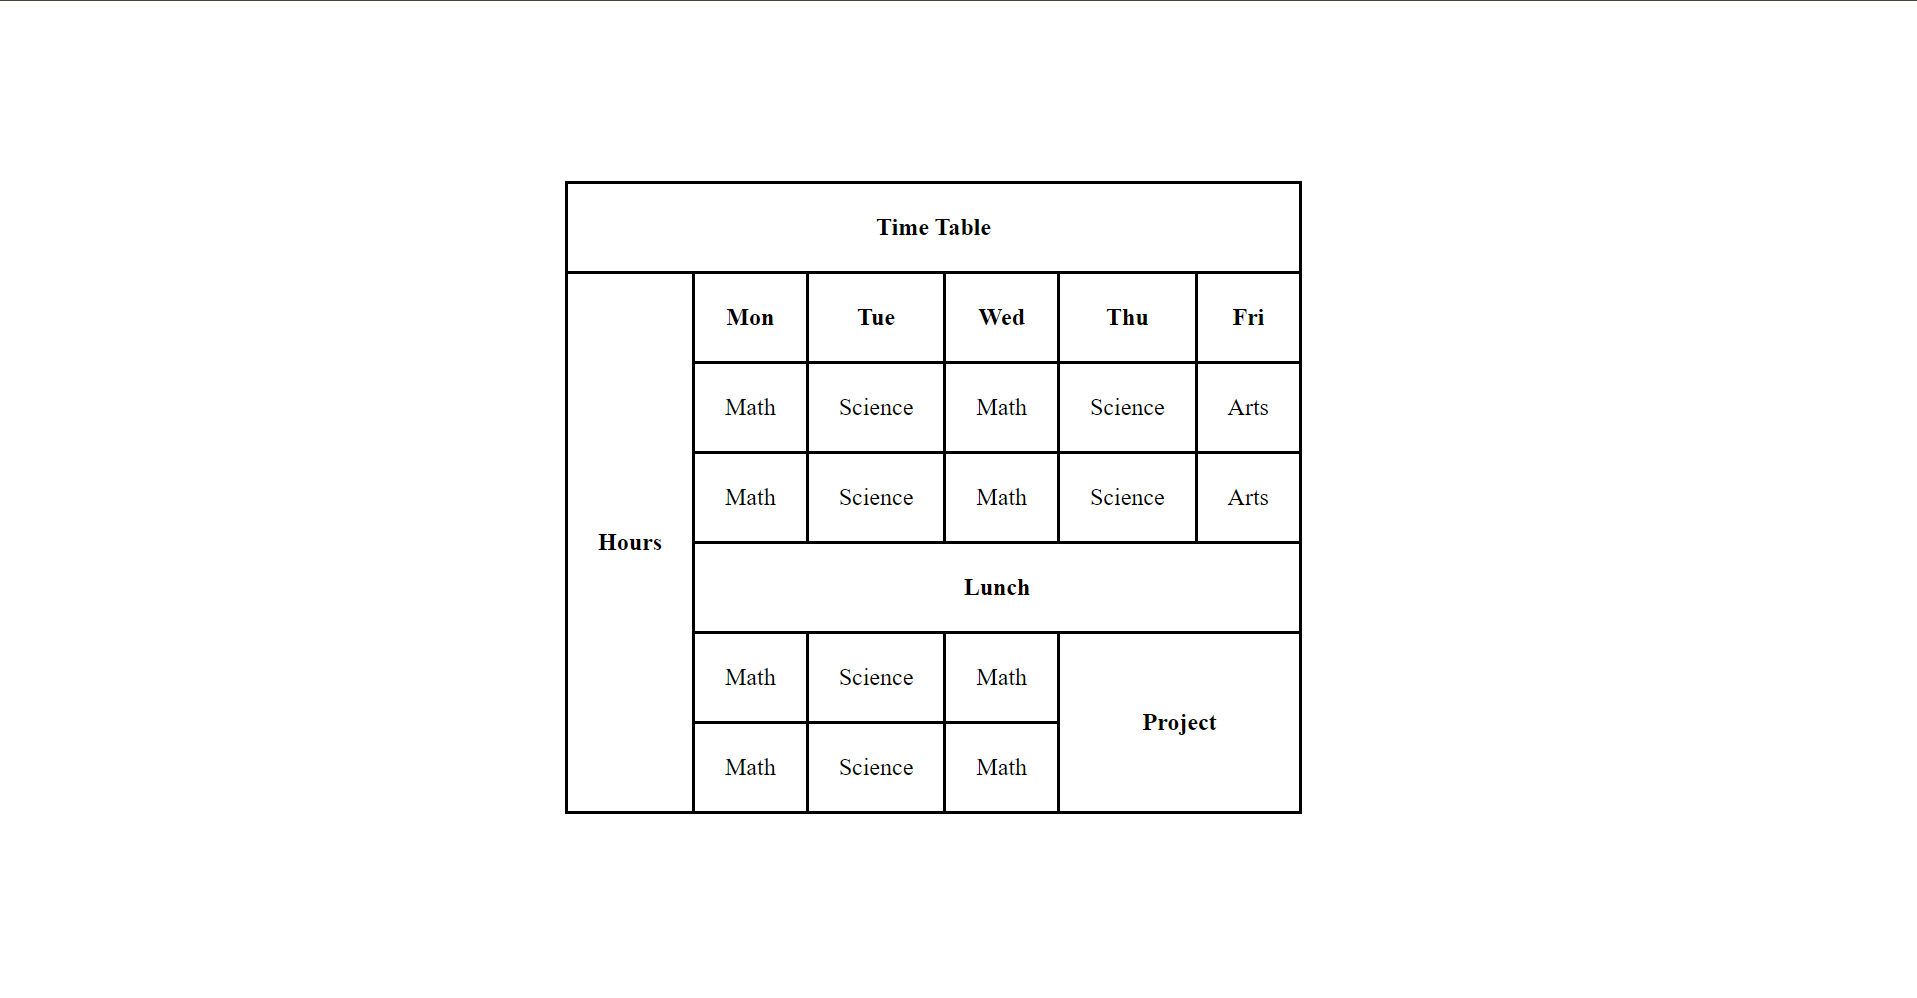 Time Table
Hours Mon Tue Wed Thu Fri
Math Science Math Science Arts
Math Science Math Science Arts
Lunch
Math Science Math Project
Math Science Math